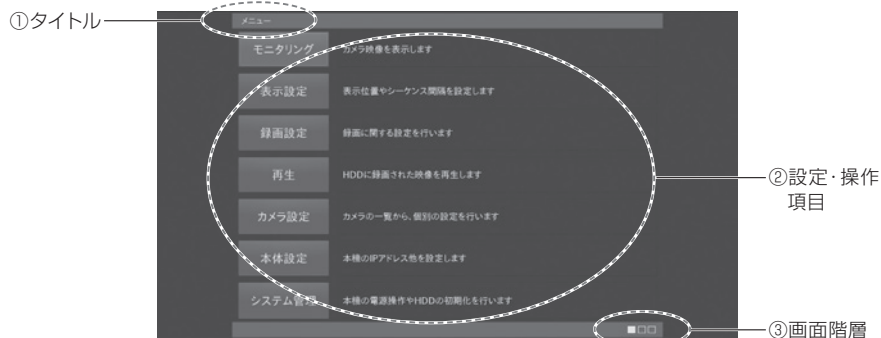 ①タイトル
メニュー
モニタリング カメラ映像を表示します
表示設定 表示位置やシーケンス間隔を設定します
録画設定 録画に関する設定を行います
再生 HDDに録画された映像を再生します
②設定・操作
項目
カメラ設定 カメラの一覧から、個別の設定を行います
本体設定 本機のIPアドレス他を設定します
システム管理 本機の電源操作やHDDの初期化を行います
③画面階層